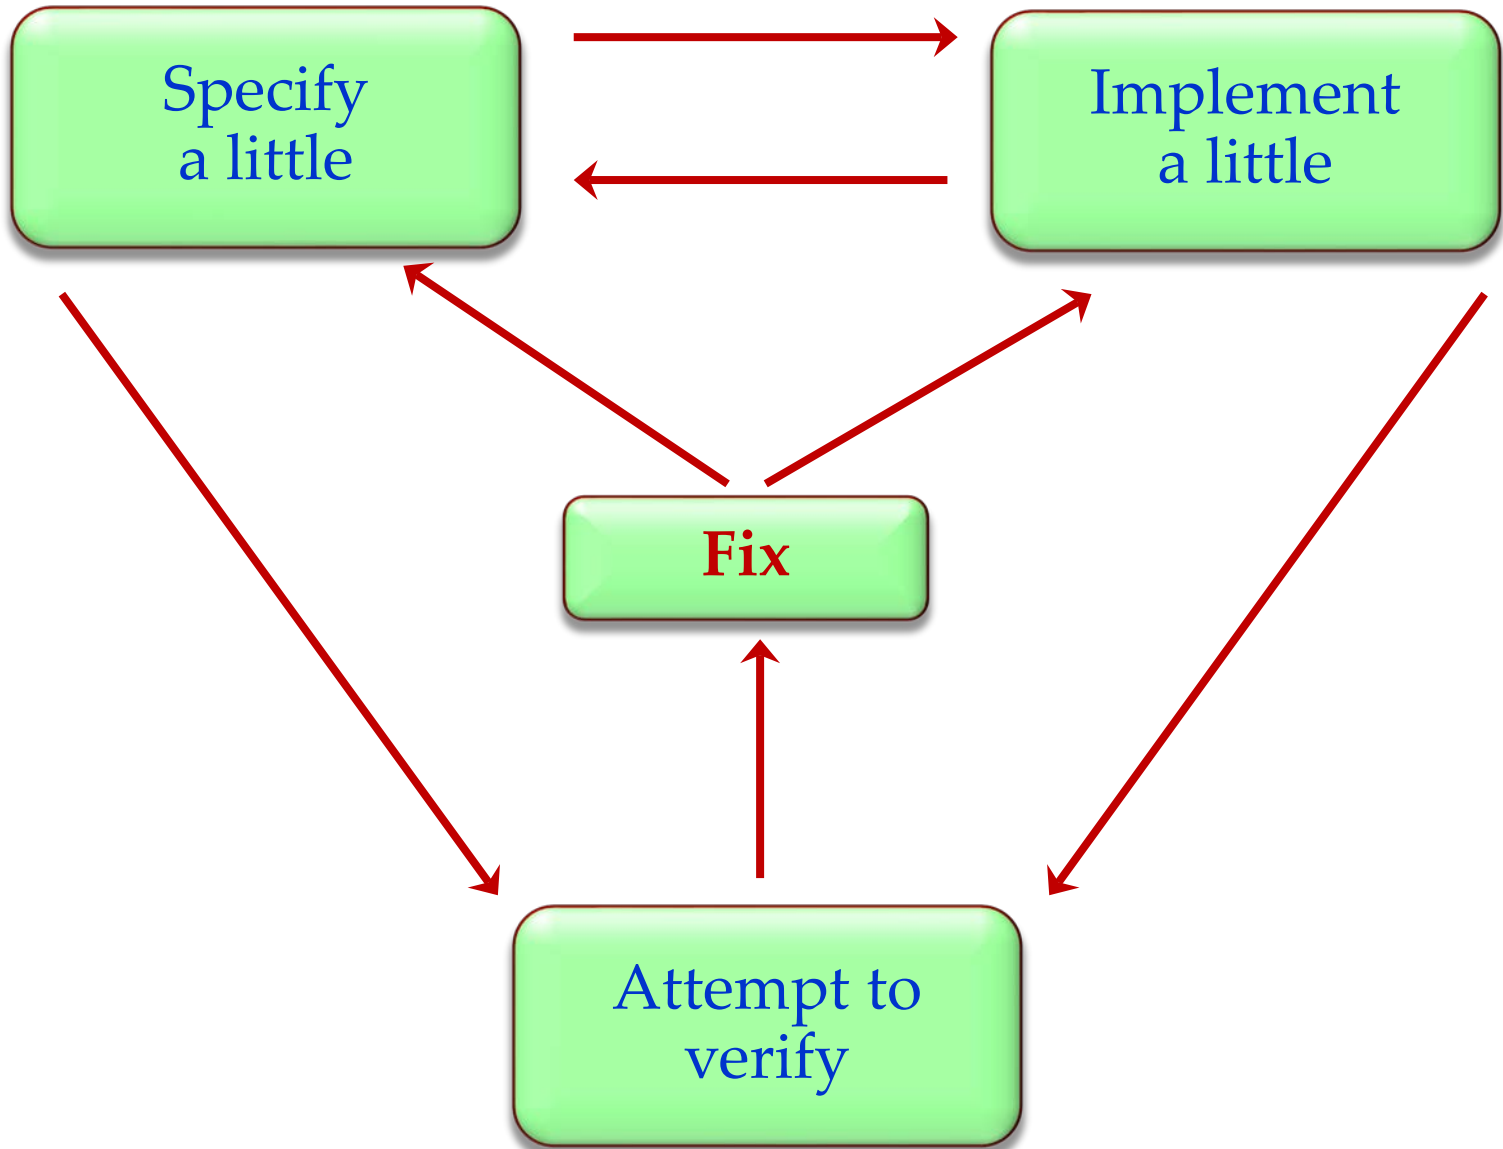 Specify
a little
Implement
a little
Fix
Attempt to
verify